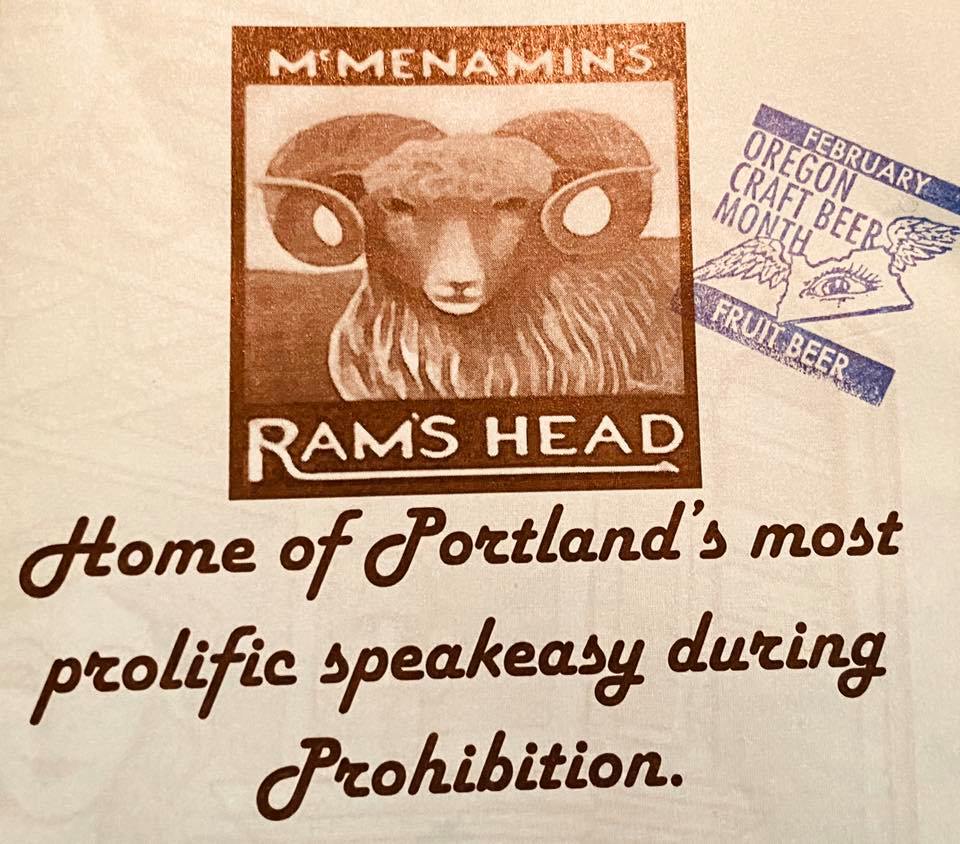 McMENAMIN'S
RAM'S HEAD
FEBRUARY
OREGON
CRAFT BEER
MONTH
FRUIT BEER
Home of Portland's most
prolific speakeasy during
Prohibition.